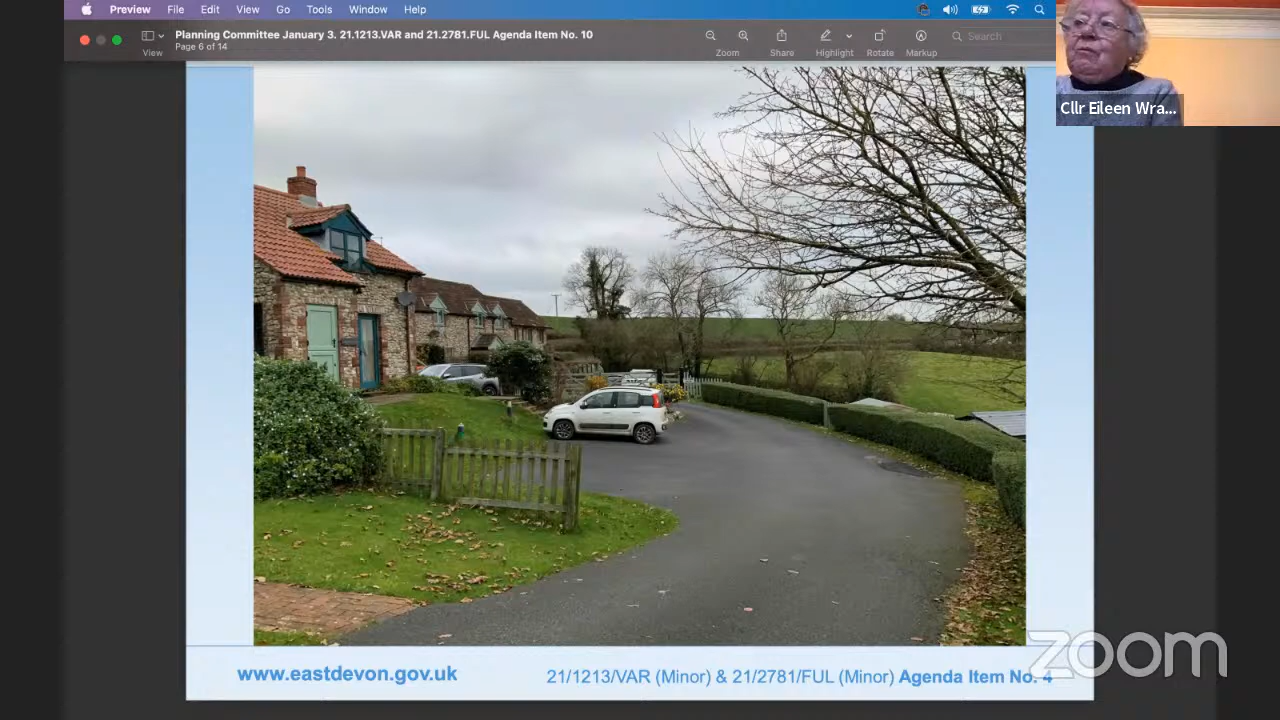 Preview File Edit View Go Tools Window Help
Planning Committee January 3. 21.1213.VAR and 21.2781.FUL Agenda Item No. 10
Page 6 of 14
View
Zoom Share Highlight Rotate Markup
Search
Cllr Eileen Wra...
www.eastdevon.gov.uk
21/1213/VAR (Minor) & 21/2781/FUL (Minor) Agenda Item No. 4
zoom